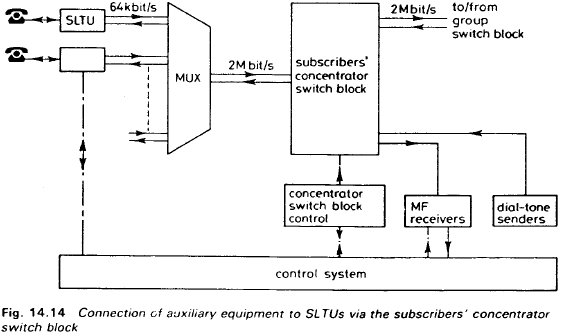 SLTU
64kbit/s
MUX
2Mbit/s
subscribers'
concentrator
switch block
2Mbit/s
to/from
group
switch block
concentrator
switch block
control
MF
receivers
dial-tone
senders
control system
Fig. 14.14 Connection of auxiliary equipment to SLTUs via the subscribers' concentrator
switch block